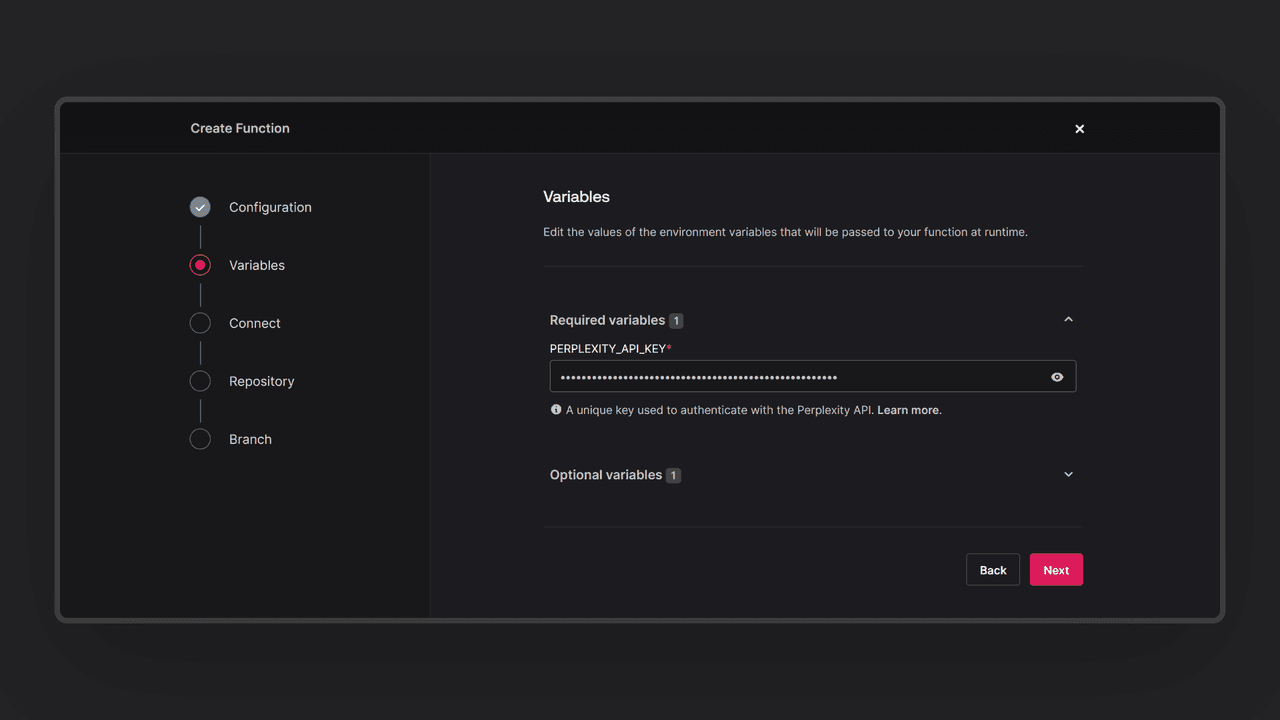 Create Function
Configuration
Variables
Connect
Repository
Branch
Variables
Edit the values of the environment variables that will be passed to your function at runtime.
Required variables 1
PERPLEXITY_API_KEY*
•••••••••••••••••••••••••••••••••••••••••••••••••••••
A unique key used to authenticate with the Perplexity API. Learn more.
Optional variables 1
Back
Next